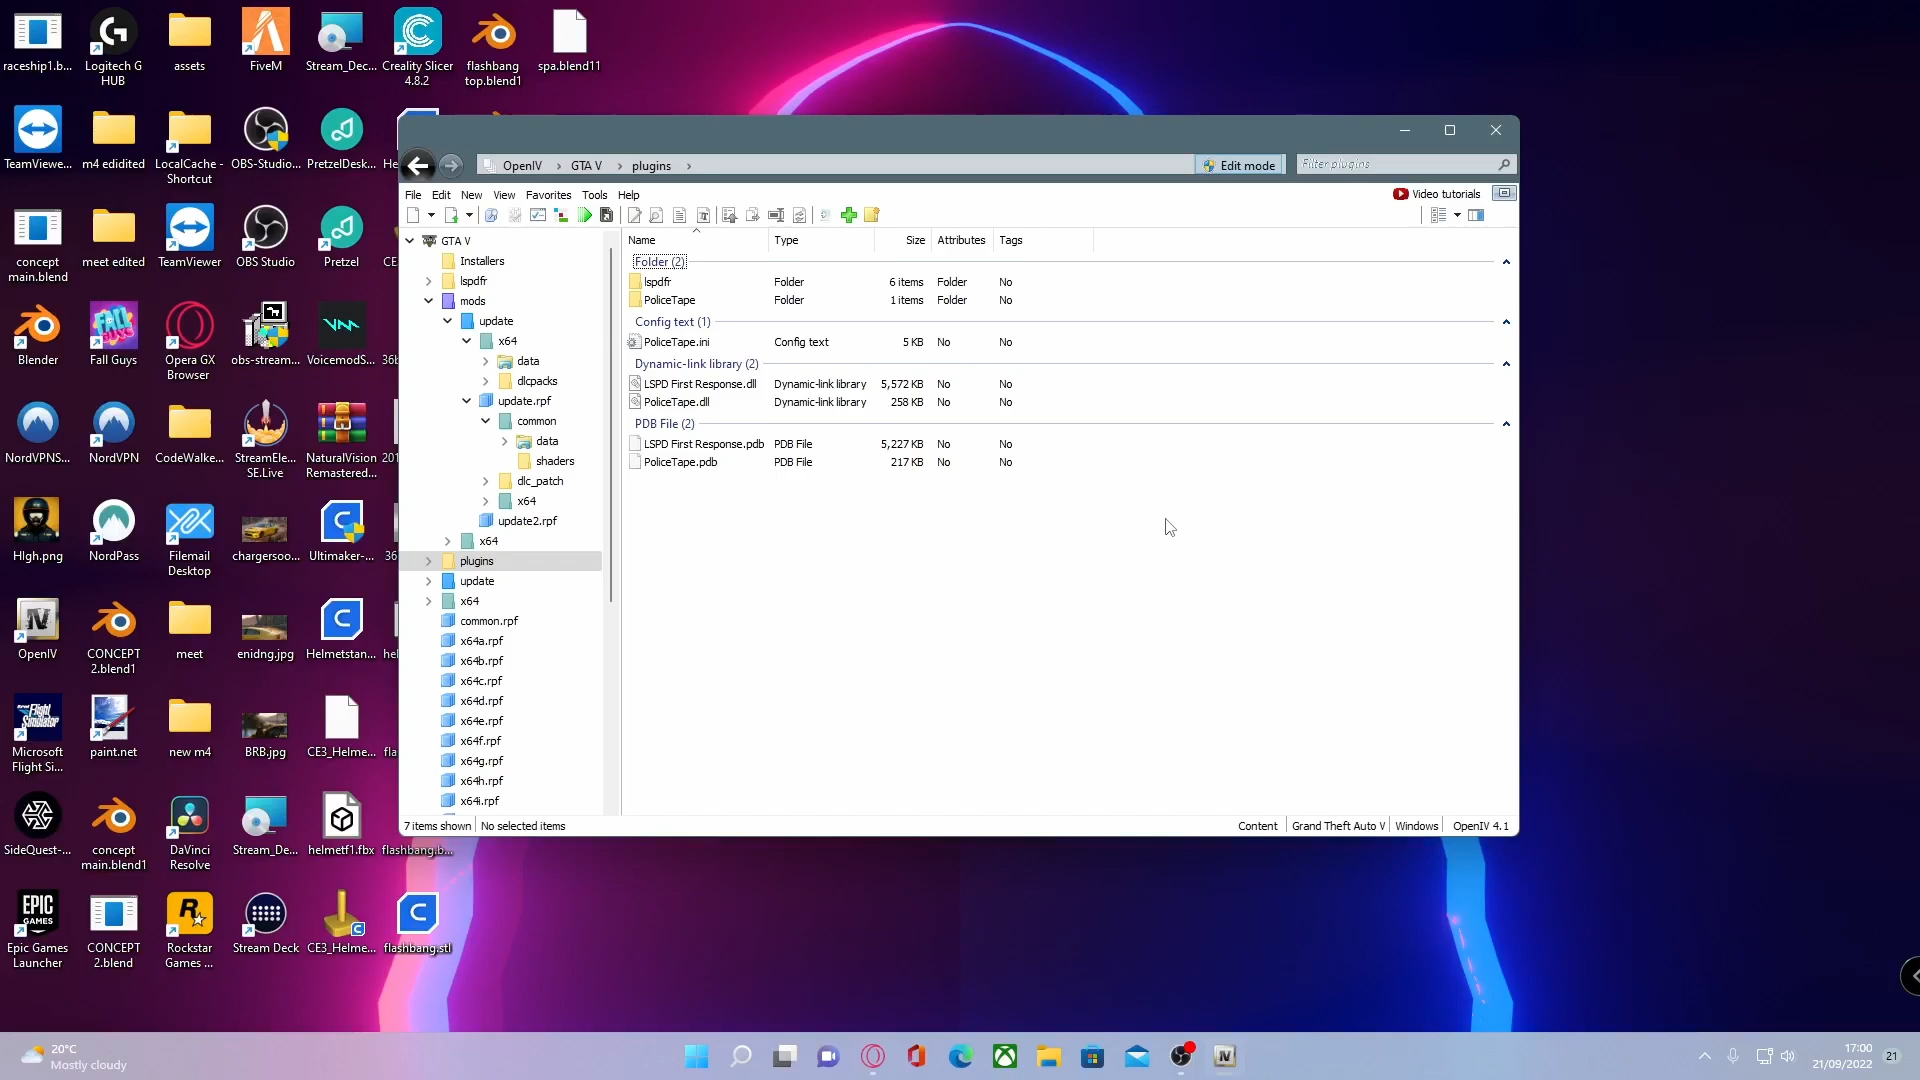 raceship1.b...
Logitech G
HUB
assets
FiveM
Stream_Dec...
Creality Slicer
4.8.2
flashbang
top.blend1
spa.blend11
TeamViewe...
m4 edidited
LocalCache -
Shortcut
OBS-Studio...
PretzelDesk...
concept
main.blend
meet edited
TeamViewer
OBS Studio
Pretzel
Blender
Fall Guys
Opera GX
Browser
obs-stream...
VoicemodS...
NordVPNS...
NordVPN
CodeWalke...
StreamEle...
SE.Live
NaturalVision
Remastered...
HIgh.png
NordPass
Filemail
Desktop
chargersoo...
Ultimaker-...
OpenIV
CONCEPT
2.blend1
meet
enidng.jpg
Helmetstan...
Microsoft
Flight Si...
paint.net
new m4
BRB.jpg
CE3_Helme...
SideQuest-...
concept
main.blend1
DaVinci
Resolve
Stream_De...
helmetf1.fbx
flashbang.b...
Epic Games
Launcher
CONCEPT
2.blend
Rockstar
Games ...
Stream Deck
CE3_Helme...
flashbang.stl
OpenIV
GTA V
plugins
Edit mode
Filter plugins
File Edit New View Favorites Tools Help
Video tutorials
GTA V
Installers
lspdfr
mods
update
x64
data
dlcpacks
update.rpf
common
data
shaders
dlc_patch
x64
update2.rpf
x64
plugins
update
x64
common.rpf
x64a.rpf
x64b.rpf
x64c.rpf
x64d.rpf
x64e.rpf
x64f.rpf
x64g.rpf
x64h.rpf
x64i.rpf
Name Type Size Attributes Tags
Folder (2)
lspdfr Folder 6 items Folder No
PoliceTape Folder 1 items Folder No
Config text (1)
PoliceTape.ini Config text 5 KB No No
Dynamic-link library (2)
LSPD First Response.dll Dynamic-link library 5,572 KB No No
PoliceTape.dll Dynamic-link library 258 KB No No
PDB File (2)
LSPD First Response.pdb PDB File 5,227 KB No No
PoliceTape.pdb PDB File 217 KB No No
7 items shown No selected items
Content Grand Theft Auto V Windows OpenIV 4.1
20°C
Mostly cloudy
17:00
21/09/2022
21